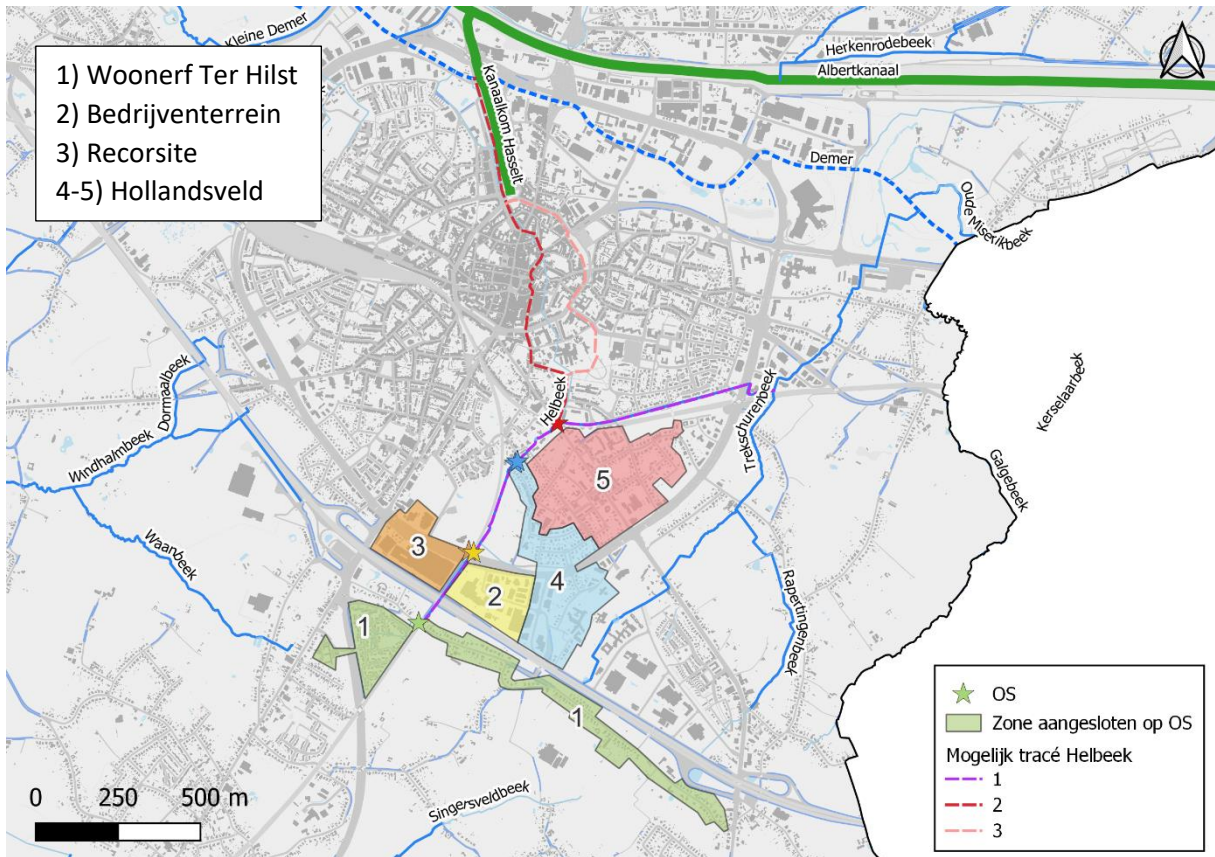 1) Woonerf Ter Hilst
2) Bedrijventerrein
3) Recorsite
4-5) Hollandsveld
Kleine Demer
Herkenrodebeek
Albertkanaal
Kanaalkom Hasselt
Demer
Oude Miserikbeek
Dormaalbeek
Helbeek
Windhalmbeek
Trekschurenbeek
Kerselaarbeek
Galgebeek
5
Waanbeek
3
4
2
Rapertingenbeek
1
1
Singersveldbeek
0 250 500 m
OS
Zone aangesloten op OS
Mogelijk tracé Helbeek
1
2
3